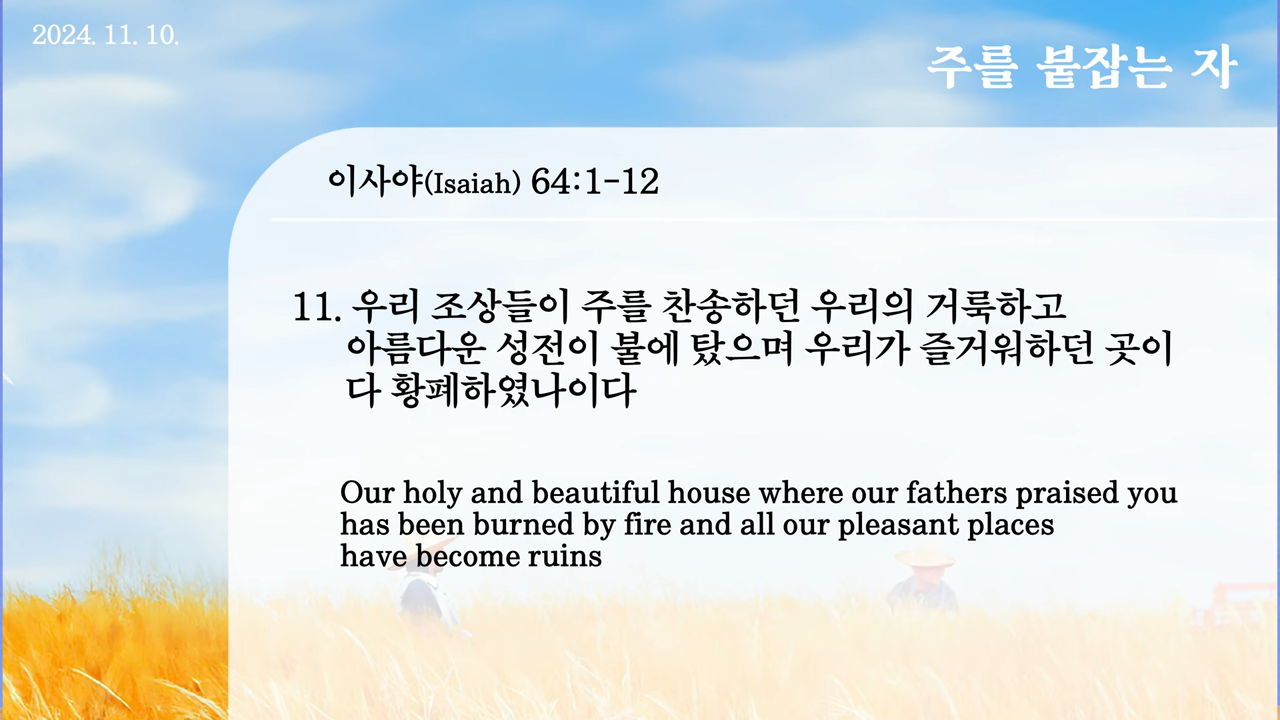 2024. 11. 10.
주를 붙잡는 자
이사야(Isaiah) 64:1-12
11. 우리 조상들이 주를 찬송하던 우리의 거룩하고
아름다운 성전이 불에 탔으며 우리가 즐거워하던 곳이
다 황폐하였나이다
Our holy and beautiful house where our fathers praised you
has been burned by fire and all our pleasant places
have become ruins